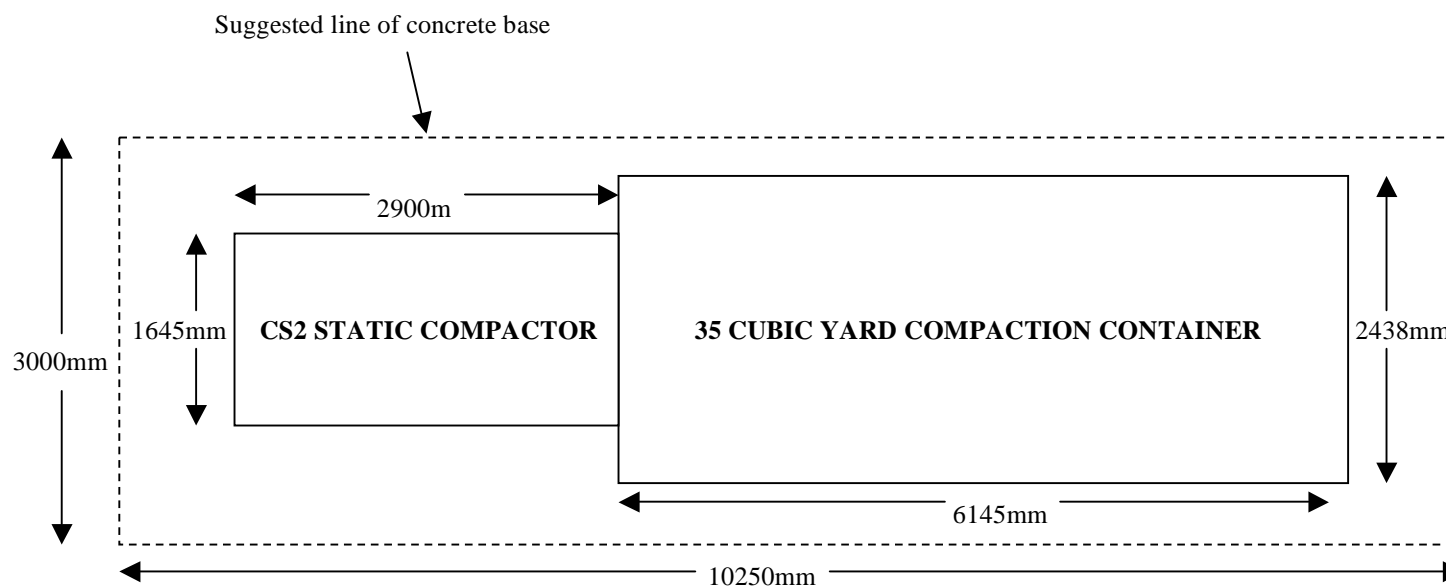 Suggested line of concrete base
2900m
1645mm
CS2 STATIC COMPACTOR
35 CUBIC YARD COMPACTION CONTAINER
2438mm
3000mm
6145mm
10250mm